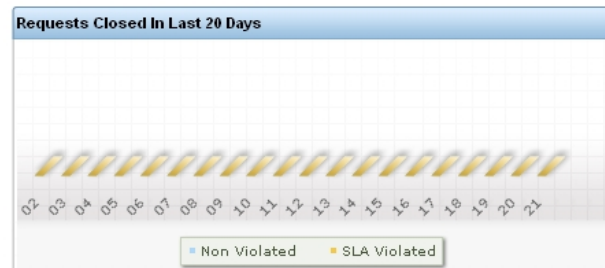 Requests Closed In Last 20 Days
02 03 04 05 06 07 08 09 10 11 12 13 14 15 16 17 18 19 20 21
Non Violated SLA Violated